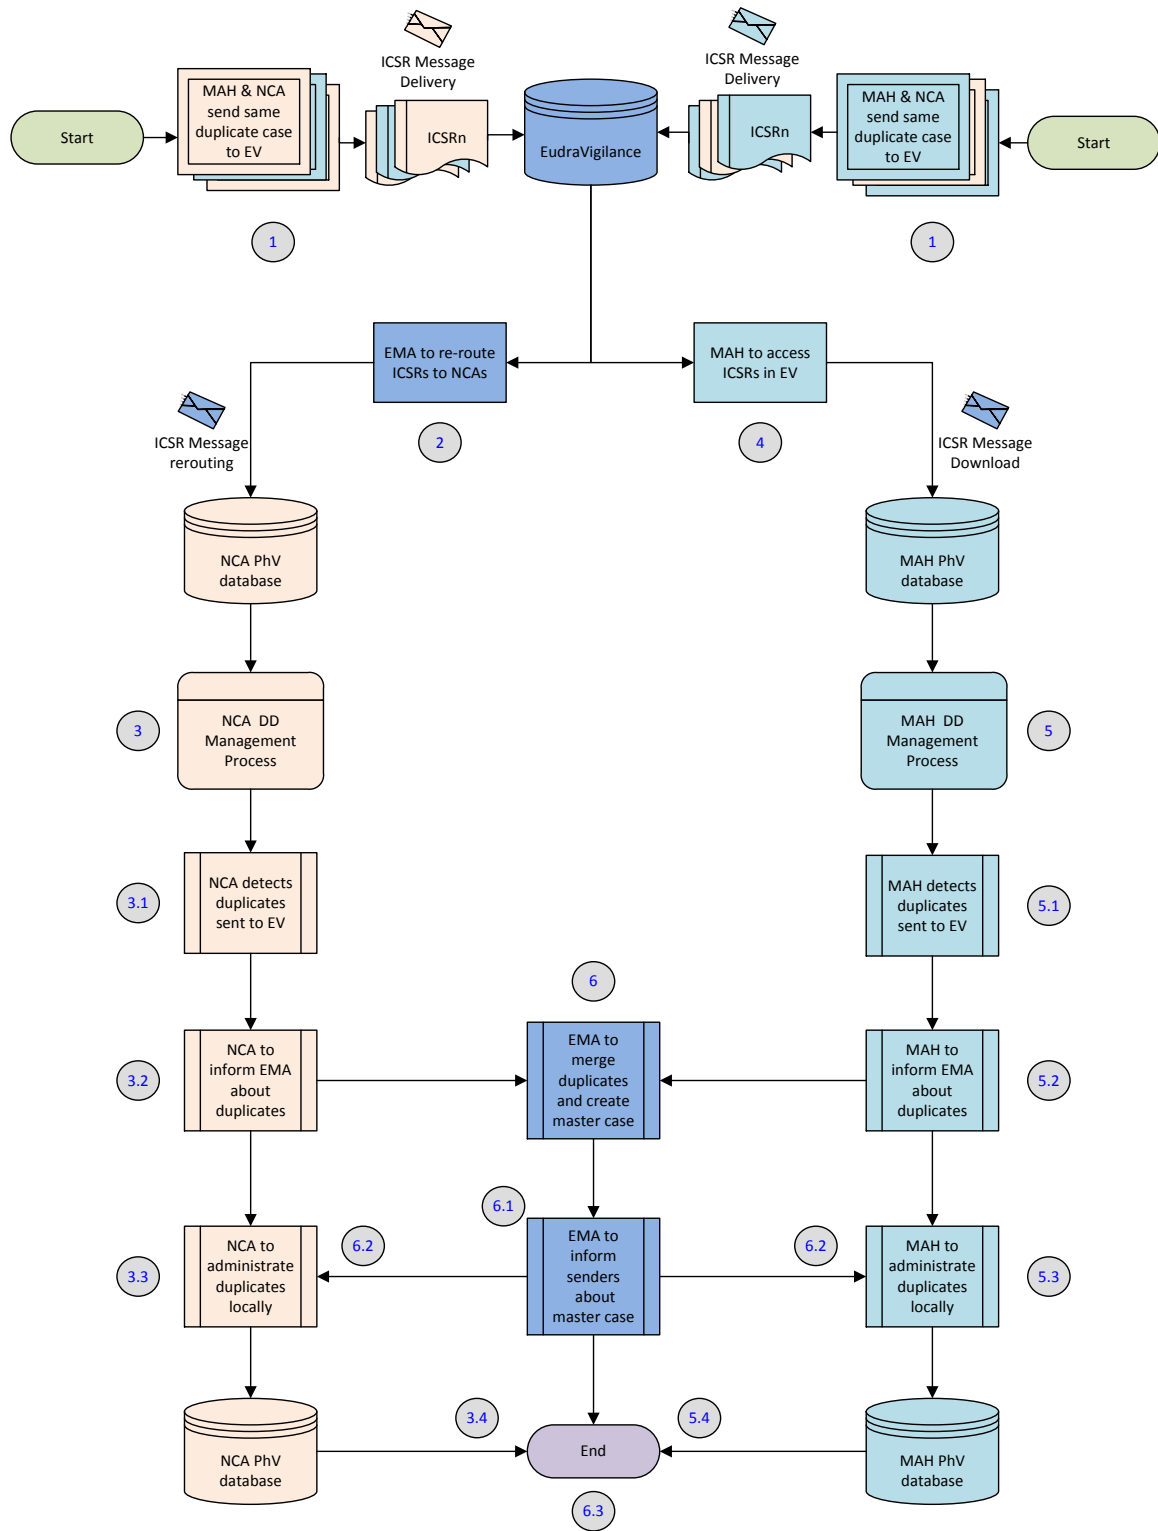 ICSR Message
Delivery
ICSR Message
Delivery
Start
MAH & NCA
send same
duplicate case
to EV
ICSRn
EudraVigilance
ICSRn
MAH & NCA
send same
duplicate case
to EV
Start
1
1
EMA to re-route
ICSRs to NCAs
MAH to access
ICSRs in EV
ICSR Message
rerouting
2
4
ICSR Message
Download
NCA PhV
database
MAH PhV
database
3
NCA DD
Management
Process
MAH DD
Management
Process
5
3.1
NCA detects
duplicates
sent to EV
MAH detects
duplicates
sent to EV
5.1
6
3.2
NCA to
inform EMA
about
duplicates
EMA to
merge
duplicates
and create
master case
MAH to
inform EMA
about
duplicates
5.2
6.1
3.3
NCA to
administrate
duplicates
locally
6.2
EMA to
inform
senders
about
master case
6.2
MAH to
administrate
duplicates
locally
5.3
NCA PhV
database
3.4
End
5.4
MAH PhV
database
6.3